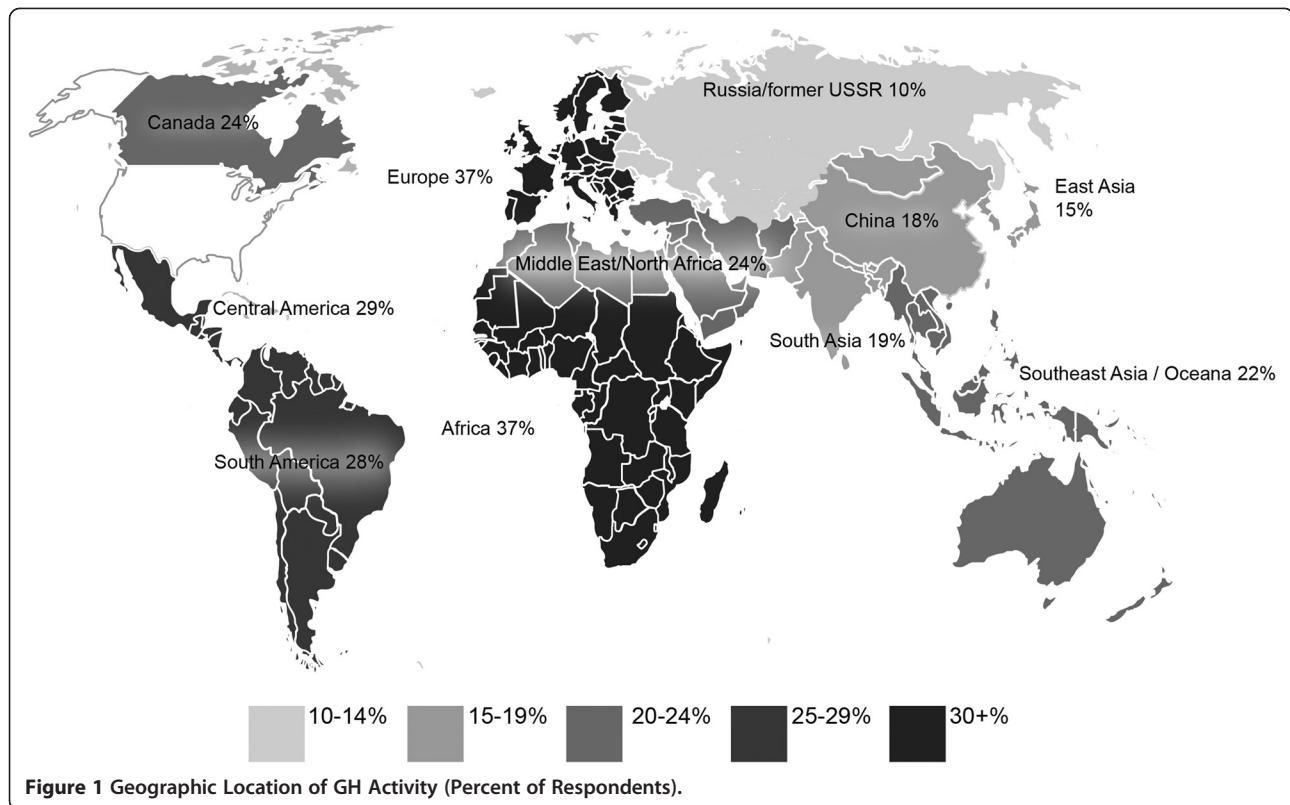 Russia/former USSR 10%
Canada 24%
Europe 37%
East Asia
15%
China 18%
Middle East/North Africa 24%
Central America 29%
South Asia 19%
Southeast Asia / Oceana 22%
Africa 37%
South America 28%
10-14%
15-19%
20-24%
25-29%
30+%
Figure 1 Geographic Location of GH Activity (Percent of Respondents).